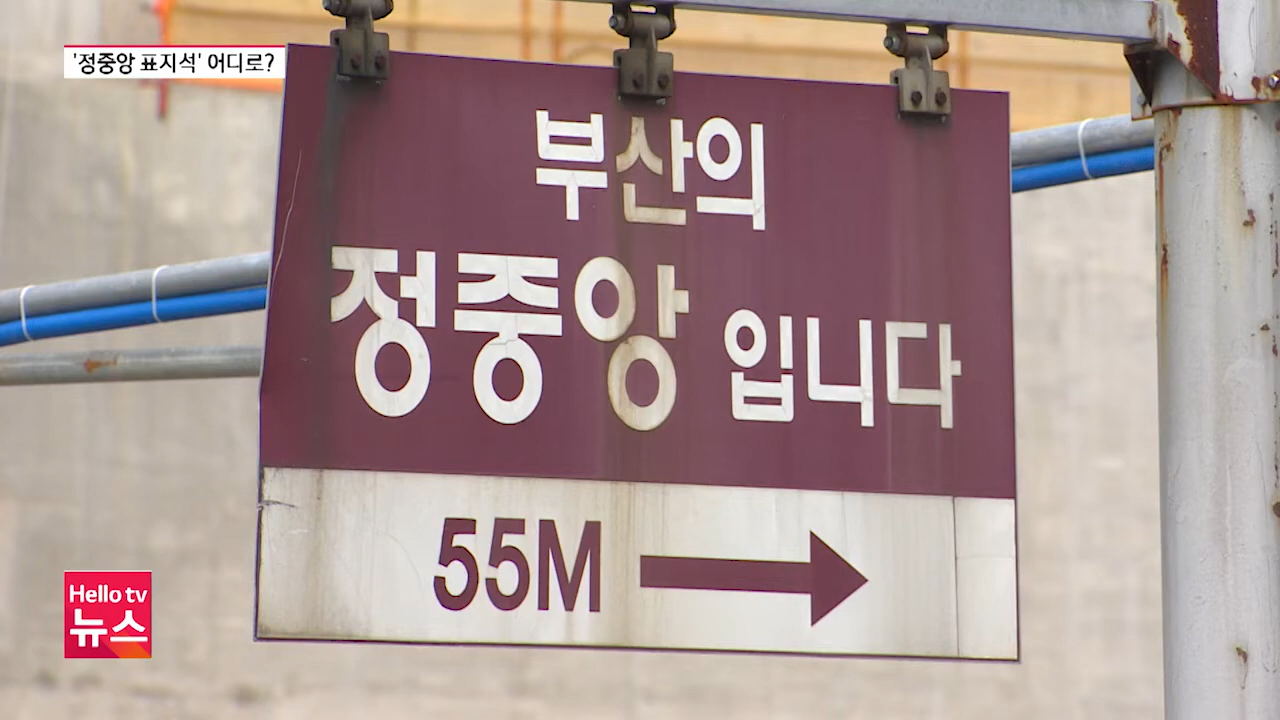 '정중앙 표지석' 어디로?
부산의
정중앙 입니다
55M
Hello tv
뉴스